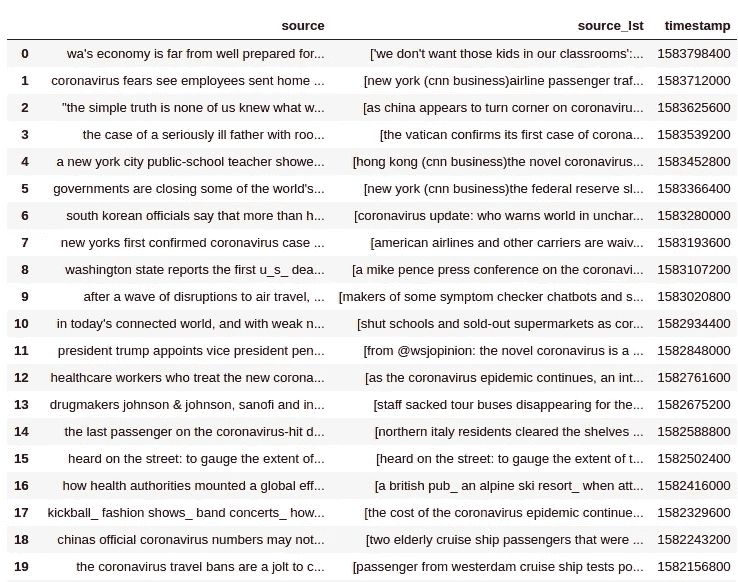 source source_lst timestamp
0 wa's economy is far from well prepared for... ['we don't want those kids in our classrooms':... 1583798400
1 coronavirus fears see employees sent home ... [new york (cnn business)airline passenger traf... 1583712000
2 "the simple truth is none of us knew what w... [as china appears to turn corner on coronaviru... 1583625600
3 the case of a seriously ill father with roo... [the vatican confirms its first case of corona... 1583539200
4 a new york city public-school teacher showe... [hong kong (cnn business)the novel coronavirus... 1583452800
5 governments are closing some of the world's... [new york (cnn business)the federal reserve sl... 1583366400
6 south korean officials say that more than h... [coronavirus update: who warns world in unchar... 1583280000
7 new yorks first confirmed coronavirus case ... [american airlines and other carriers are waiv... 1583193600
8 washington state reports the first u_s_ dea... [a mike pence press conference on the coronavi... 1583107200
9 after a wave of disruptions to air travel, ... [makers of some symptom checker chatbots and s... 1583020800
10 in today's connected world, and with weak n... [shut schools and sold-out supermarkets as cor... 1582934400
11 president trump appoints vice president pen... [from @wsjopinion: the novel coronavirus is a ... 1582848000
12 healthcare workers who treat the new corona... [as the coronavirus epidemic continues, an int... 1582761600
13 drugmakers johnson & johnson, sanofi and in... [staff sacked tour buses disappearing for the... 1582675200
14 the last passenger on the coronavirus-hit d... [northern italy residents cleared the shelves ... 1582588800
15 heard on the street: to gauge the extent of... [heard on the street: to gauge the extent of t... 1582502400
16 how health authorities mounted a global eff... [a british pub_ an alpine ski resort_ when att... 1582416000
17 kickball_ fashion shows_ band concerts_ how... [the cost of the coronavirus epidemic continue... 1582329600
18 chinas official coronavirus numbers may not... [two elderly cruise ship passengers that were ... 1582243200
19 the coronavirus travel bans are a jolt to c... [passenger from westerdam cruise ship tests po... 1582156800